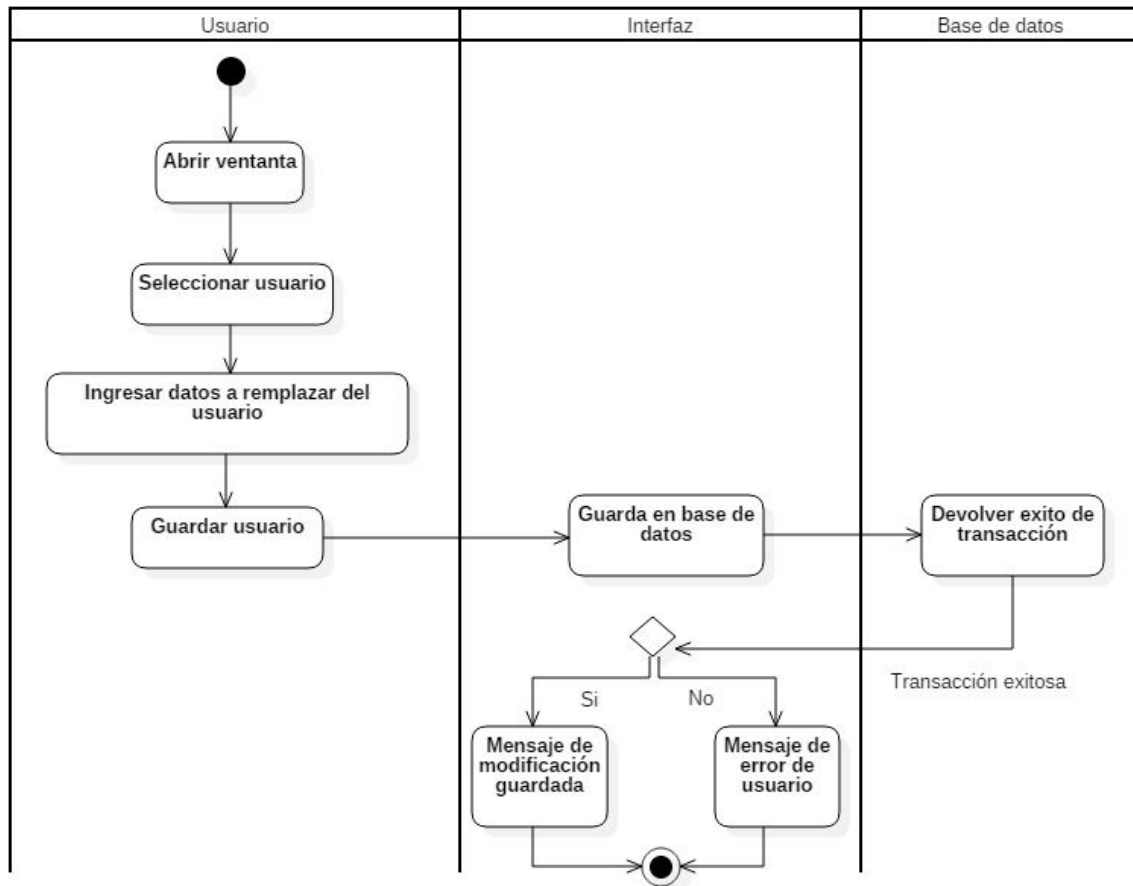 Usuario
Interfaz
Base de datos
Abrir ventanta
Seleccionar usuario
Ingresar datos a remplazar del
usuario
Guardar usuario
Guarda en base de
datos
Devolver exito de
transacción
Transacción exitosa
Si
No
Mensaje de
modificación
guardada
Mensaje de
error de
usuario